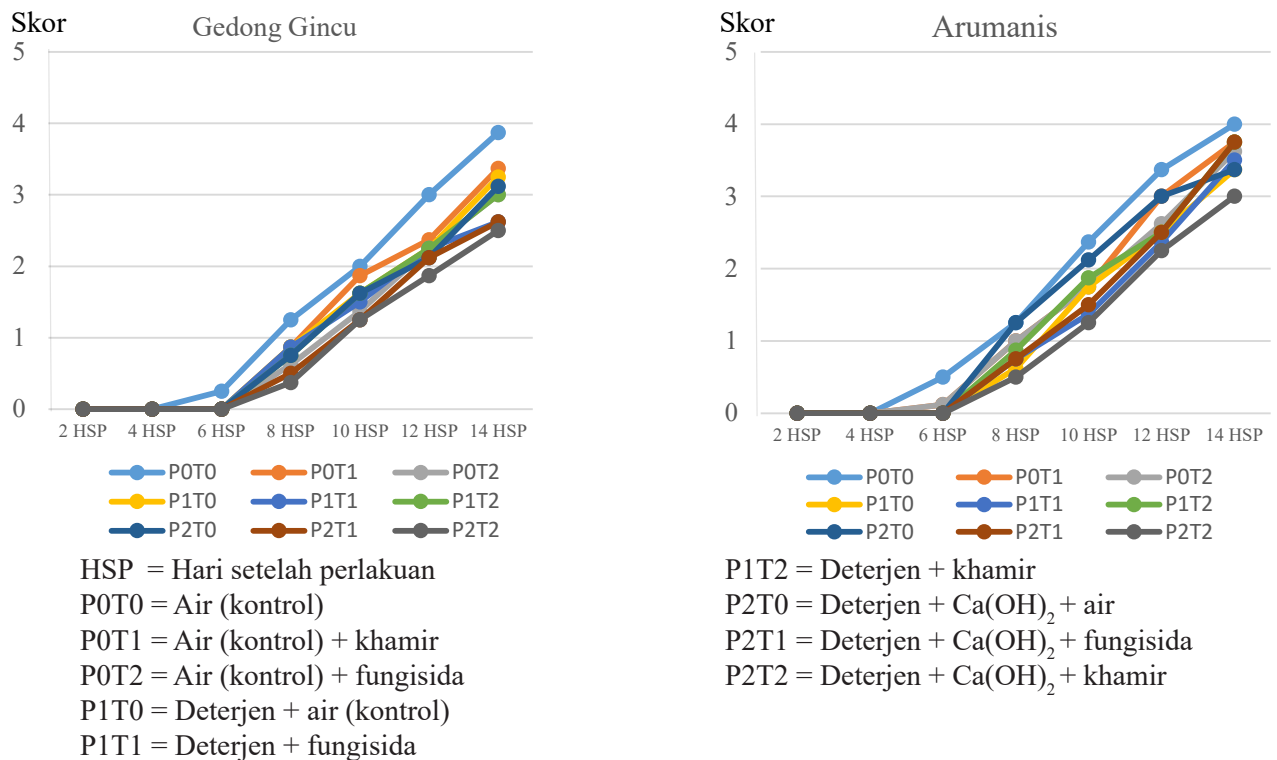 Skor
Gedong Gincu
5
4
3
2
1
0
2 HSP 4 HSP 6 HSP 8 HSP 10 HSP 12 HSP 14 HSP
P0T0 P0T1 P0T2
P1T0 P1T1 P1T2
P2T0 P2T1 P2T2
HSP = Hari setelah perlakuan
P0T0 = Air (kontrol)
P0T1 = Air (kontrol) + khamir
P0T2 = Air (kontrol) + fungisida
P1T0 = Deterjen + air (kontrol)
P1T1 = Deterjen + fungisida
Skor
Arumanis
5
4
3
2
1
0
2 HSP 4 HSP 6 HSP 8 HSP 10 HSP 12 HSP 14 HSP
P0T0 P0T1 P0T2
P1T0 P1T1 P1T2
P2T0 P2T1 P2T2
P1T2 = Deterjen + khamir
P2T0 = Deterjen + Ca(OH)₂ + air
P2T1 = Deterjen + Ca(OH)₂ + fungisida
P2T2 = Deterjen + Ca(OH)₂ + khamir